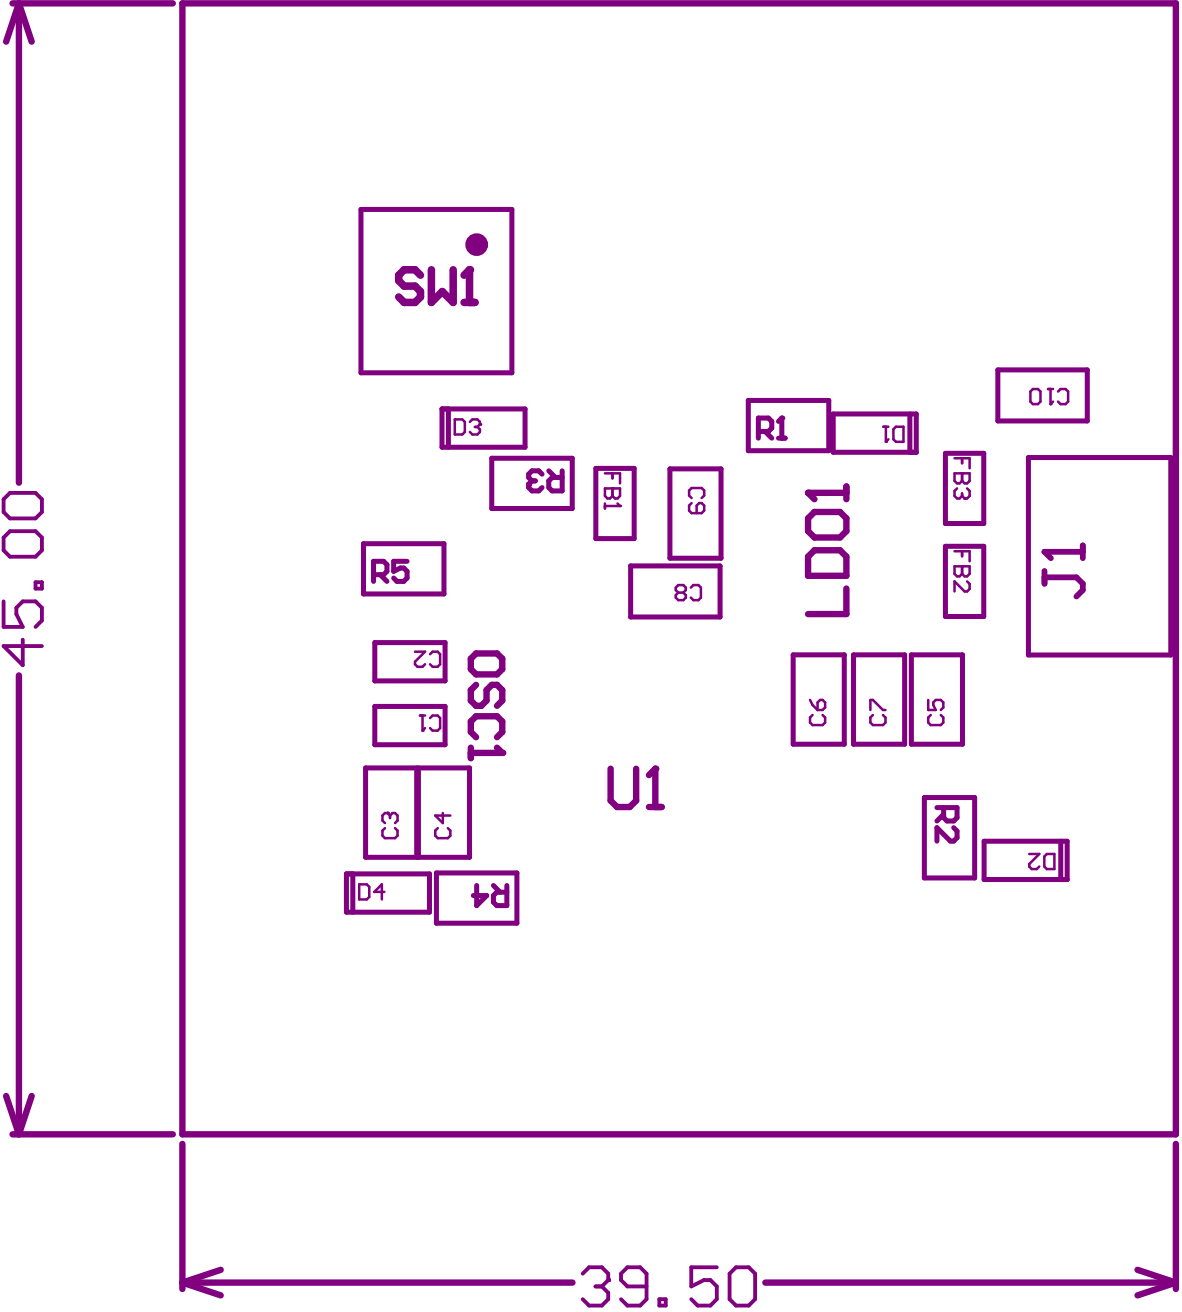 SW1
C10
R1
D1
D3
R3
FB1
C9
FB3
LDO1
45.00
R5
C8
FB2
J1
C2
OSC1
C1
C6
C7
C5
U1
C3
C4
R2
D2
D4
R4
39.50